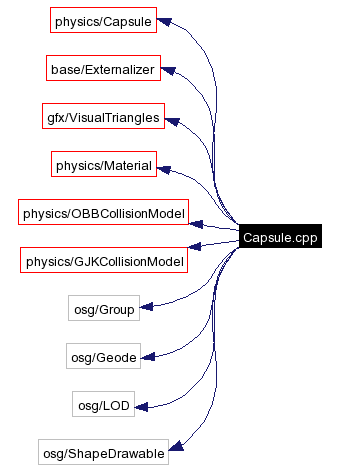 physics/Capsule
base/Externalizer
gfx/VisualTriangles
physics/Material
physics/OBBCollisionModel
Capsule.cpp
physics/GJKCollisionModel
osg/Group
osg/Geode
osg/LOD
osg/ShapeDrawable